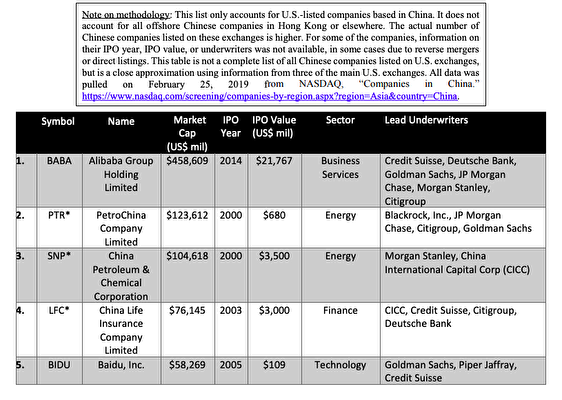 Note on methodology: This list only accounts for U.S.-listed companies based in China. It does not
account for all offshore Chinese companies in Hong Kong or elsewhere. The actual number of
Chinese companies listed on these exchanges is higher. For some of the companies, information on
their IPO year, IPO value, or underwriters was not available, in some cases due to reverse mergers
or direct listings. This table is not a complete list of all Chinese companies listed on U.S. exchanges,
but is a close approximation using information from three of the main U.S. exchanges. All data was
pulled on February 25, 2019 from NASDAQ, “Companies in China.”
https://www.nasdaq.com/screening/companies-by-region.aspx?region=Asia&country=China.
Symbol Name Market IPO IPO Value Sector Lead Underwriters
Cap Year (US$ mil)
(US$ mil)
1. BABA Alibaba Group $458,609 2014 $21,767 Business Credit Suisse, Deutsche Bank,
Holding Services Goldman Sachs, JP Morgan
Limited Chase, Morgan Stanley,
Citigroup
2. PTR* PetroChina $123,612 2000 $680 Energy Blackrock, Inc., JP Morgan
Company Chase, Citigroup, Goldman Sachs
Limited
3. SNP* China $104,618 2000 $3,500 Energy Morgan Stanley, China
Petroleum & International Capital Corp (CICC)
Chemical
Corporation
4. LFC* China Life $76,145 2003 $3,000 Finance CICC, Credit Suisse, Citigroup,
Insurance Deutsche Bank
Company
Limited
5. BIDU Baidu, Inc. $58,269 2005 $109 Technology Goldman Sachs, Piper Jaffray,
Credit Suisse